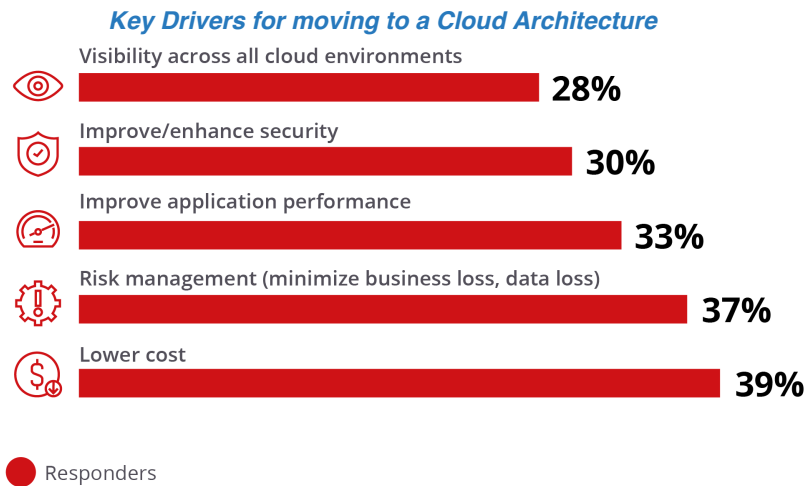 Key Drivers for moving to a Cloud Architecture
Visibility across all cloud environments
28%
Improve/enhance security
30%
Improve application performance
33%
Risk management (minimize business loss, data loss)
37%
Lower cost
$
39%
Responders